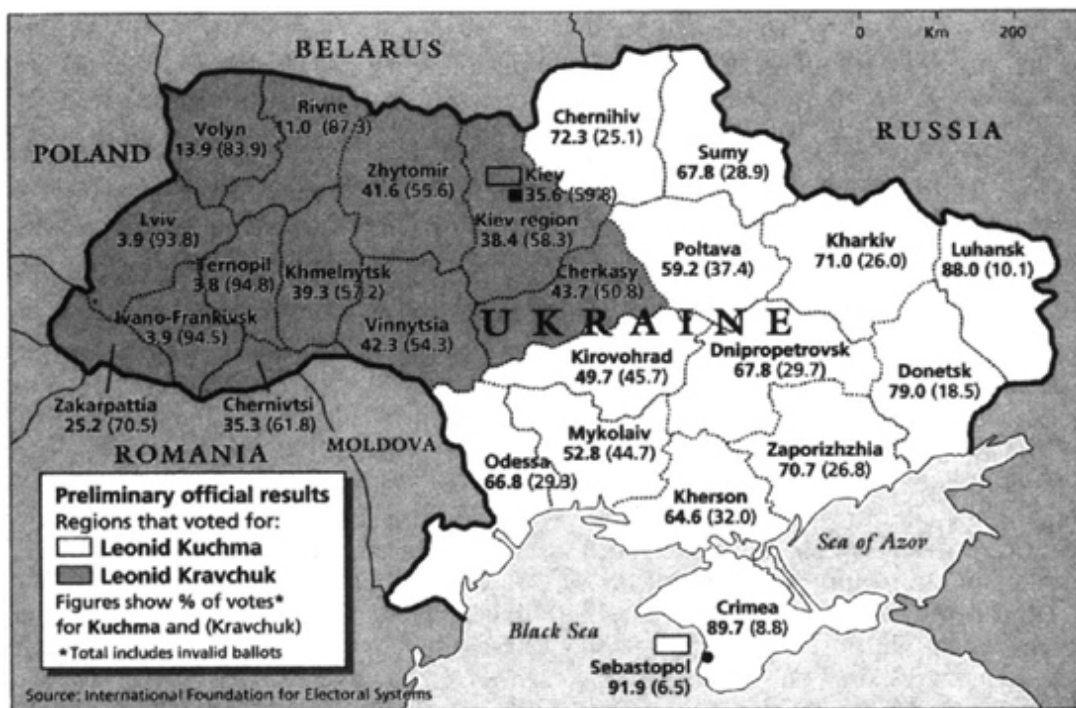 0 Km 200
BELARUS
RUSSIA
POLAND
Rivne
11.0 (87.3)
Volyn
13.9 (83.9)
Zhytomir
41.6 (55.6)
Kiev
35.6 (59.8)
Kiev region
38.4 (58.3)
Chernihiv
72.3 (25.1)
Sumy
67.8 (28.9)
Lviv
3.9 (93.8)
Ternopil
3.8 (94.8)
Khmelnytsk
39.3 (57.2)
Cherkasy
43.7 (50.8)
Poltava
59.2 (37.4)
Kharkiv
71.0 (26.0)
Luhansk
88.0 (10.1)
Ivano-Frankivsk
3.9 (94.5)
Vinnytsia
42.3 (54.3)
UKRAINE
Kirovohrad
49.7 (45.7)
Dnipropetrovsk
67.8 (29.7)
Donetsk
79.0 (18.5)
Zakarpattia
25.2 (70.5)
Chernivtsi
35.3 (61.8)
ROMANIA
MOLDOVA
Odessa
66.8 (29.3)
Mykolaiv
52.8 (44.7)
Zaporizhzhia
70.7 (26.8)
Kherson
64.6 (32.0)
Sea of Azov
Black Sea
Crimea
89.7 (8.8)
Sebastopol
91.9 (6.5)
Preliminary official results
Regions that voted for:
Leonid Kuchma
Leonid Kravchuk
Figures show % of votes*
for Kuchma and (Kravchuk)
*Total includes invalid ballots
Source: International Foundation for Electoral Systems